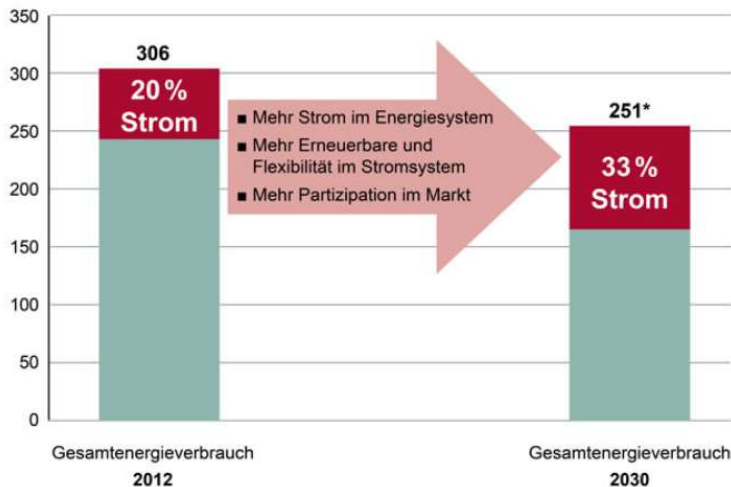 350
300
250
200
150
100
50
0
306
20 %
Strom
■ Mehr Strom im Energiesystem
■ Mehr Erneuerbare und
Flexibilität im Stromsystem
■ Mehr Partizipation im Markt
251*
33 %
Strom
Gesamtenergieverbrauch
2012
Gesamtenergieverbrauch
2030